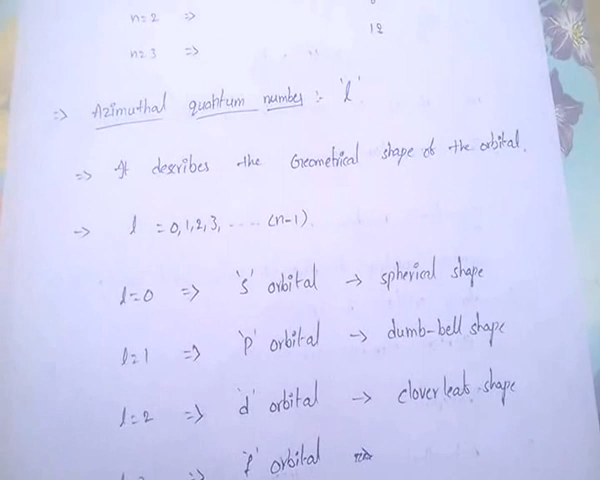 n=2 =>
n=3 => 18
=> Azimuthal quantum number :- 'l'.
=> It describes the Geometrical shape of the orbital.
-> l = 0,1,2,3, ..... (n-1)
l=0 => 's' orbital -> spherical shape
l=1 => 'p' orbital -> dumb-bell shape
l=2 => 'd' orbital -> clover leaf shape
=> 'f' orbital ->